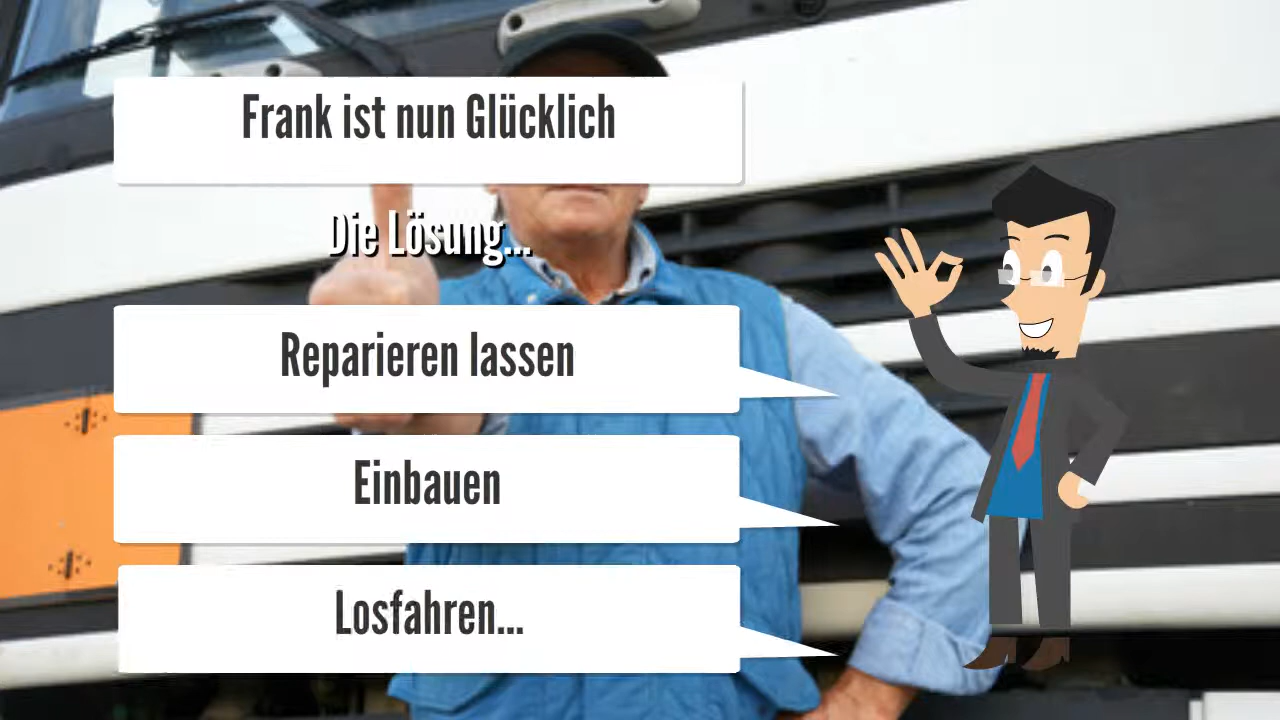 Frank ist nun Glücklich
Die Lösung...
Reparieren lassen
Einbauen
Losfahren...